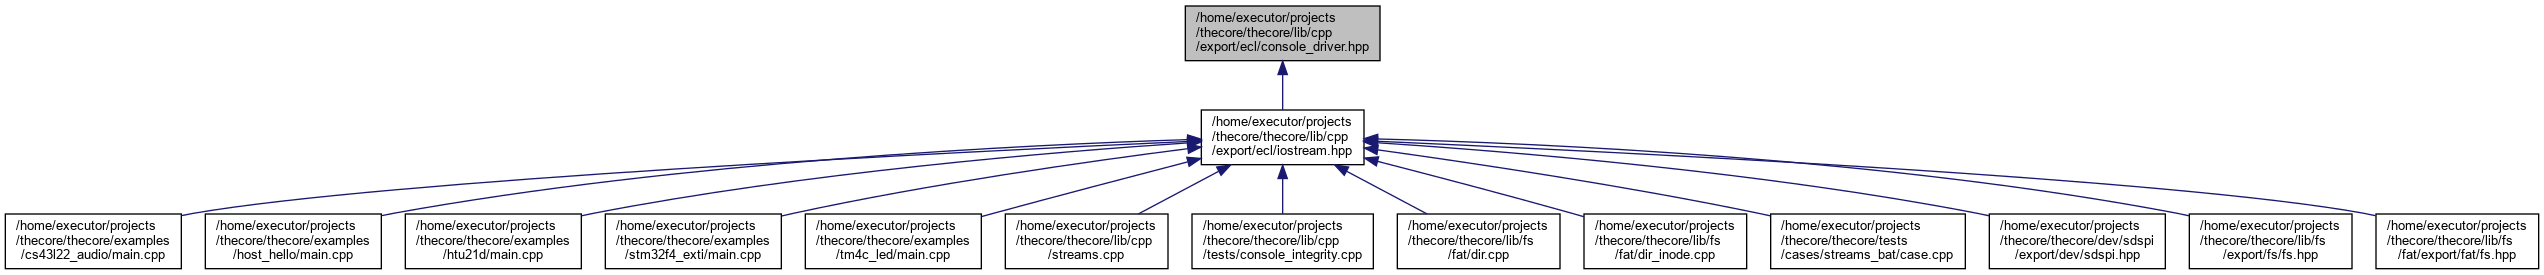 /home/executor/projects
/thecore/thecore/lib/cpp
/export/ecl/console_driver.hpp
/home/executor/projects
/thecore/thecore/lib/cpp
/export/ecl/iostream.hpp
/home/executor/projects
/thecore/thecore/examples
/cs43l22_audio/main.cpp
/home/executor/projects
/thecore/thecore/examples
/host_hello/main.cpp
/home/executor/projects
/thecore/thecore/examples
/htu21d/main.cpp
/home/executor/projects
/thecore/thecore/examples
/stm32f4_exti/main.cpp
/home/executor/projects
/thecore/thecore/examples
/tm4c_led/main.cpp
/home/executor/projects
/thecore/thecore/lib/cpp
/streams.cpp
/home/executor/projects
/thecore/thecore/lib/cpp
/tests/console_integrity.cpp
/home/executor/projects
/thecore/thecore/lib/fs
/fat/dir.cpp
/home/executor/projects
/thecore/thecore/lib/fs
/fat/dir_inode.cpp
/home/executor/projects
/thecore/thecore/tests
/cases/streams_bat/case.cpp
/home/executor/projects
/thecore/thecore/dev/sdspi
/export/dev/sdspi.hpp
/home/executor/projects
/thecore/thecore/lib/fs
/export/fs/fs.hpp
/home/executor/projects
/thecore/thecore/lib/fs
/fat/export/fat/fs.hpp